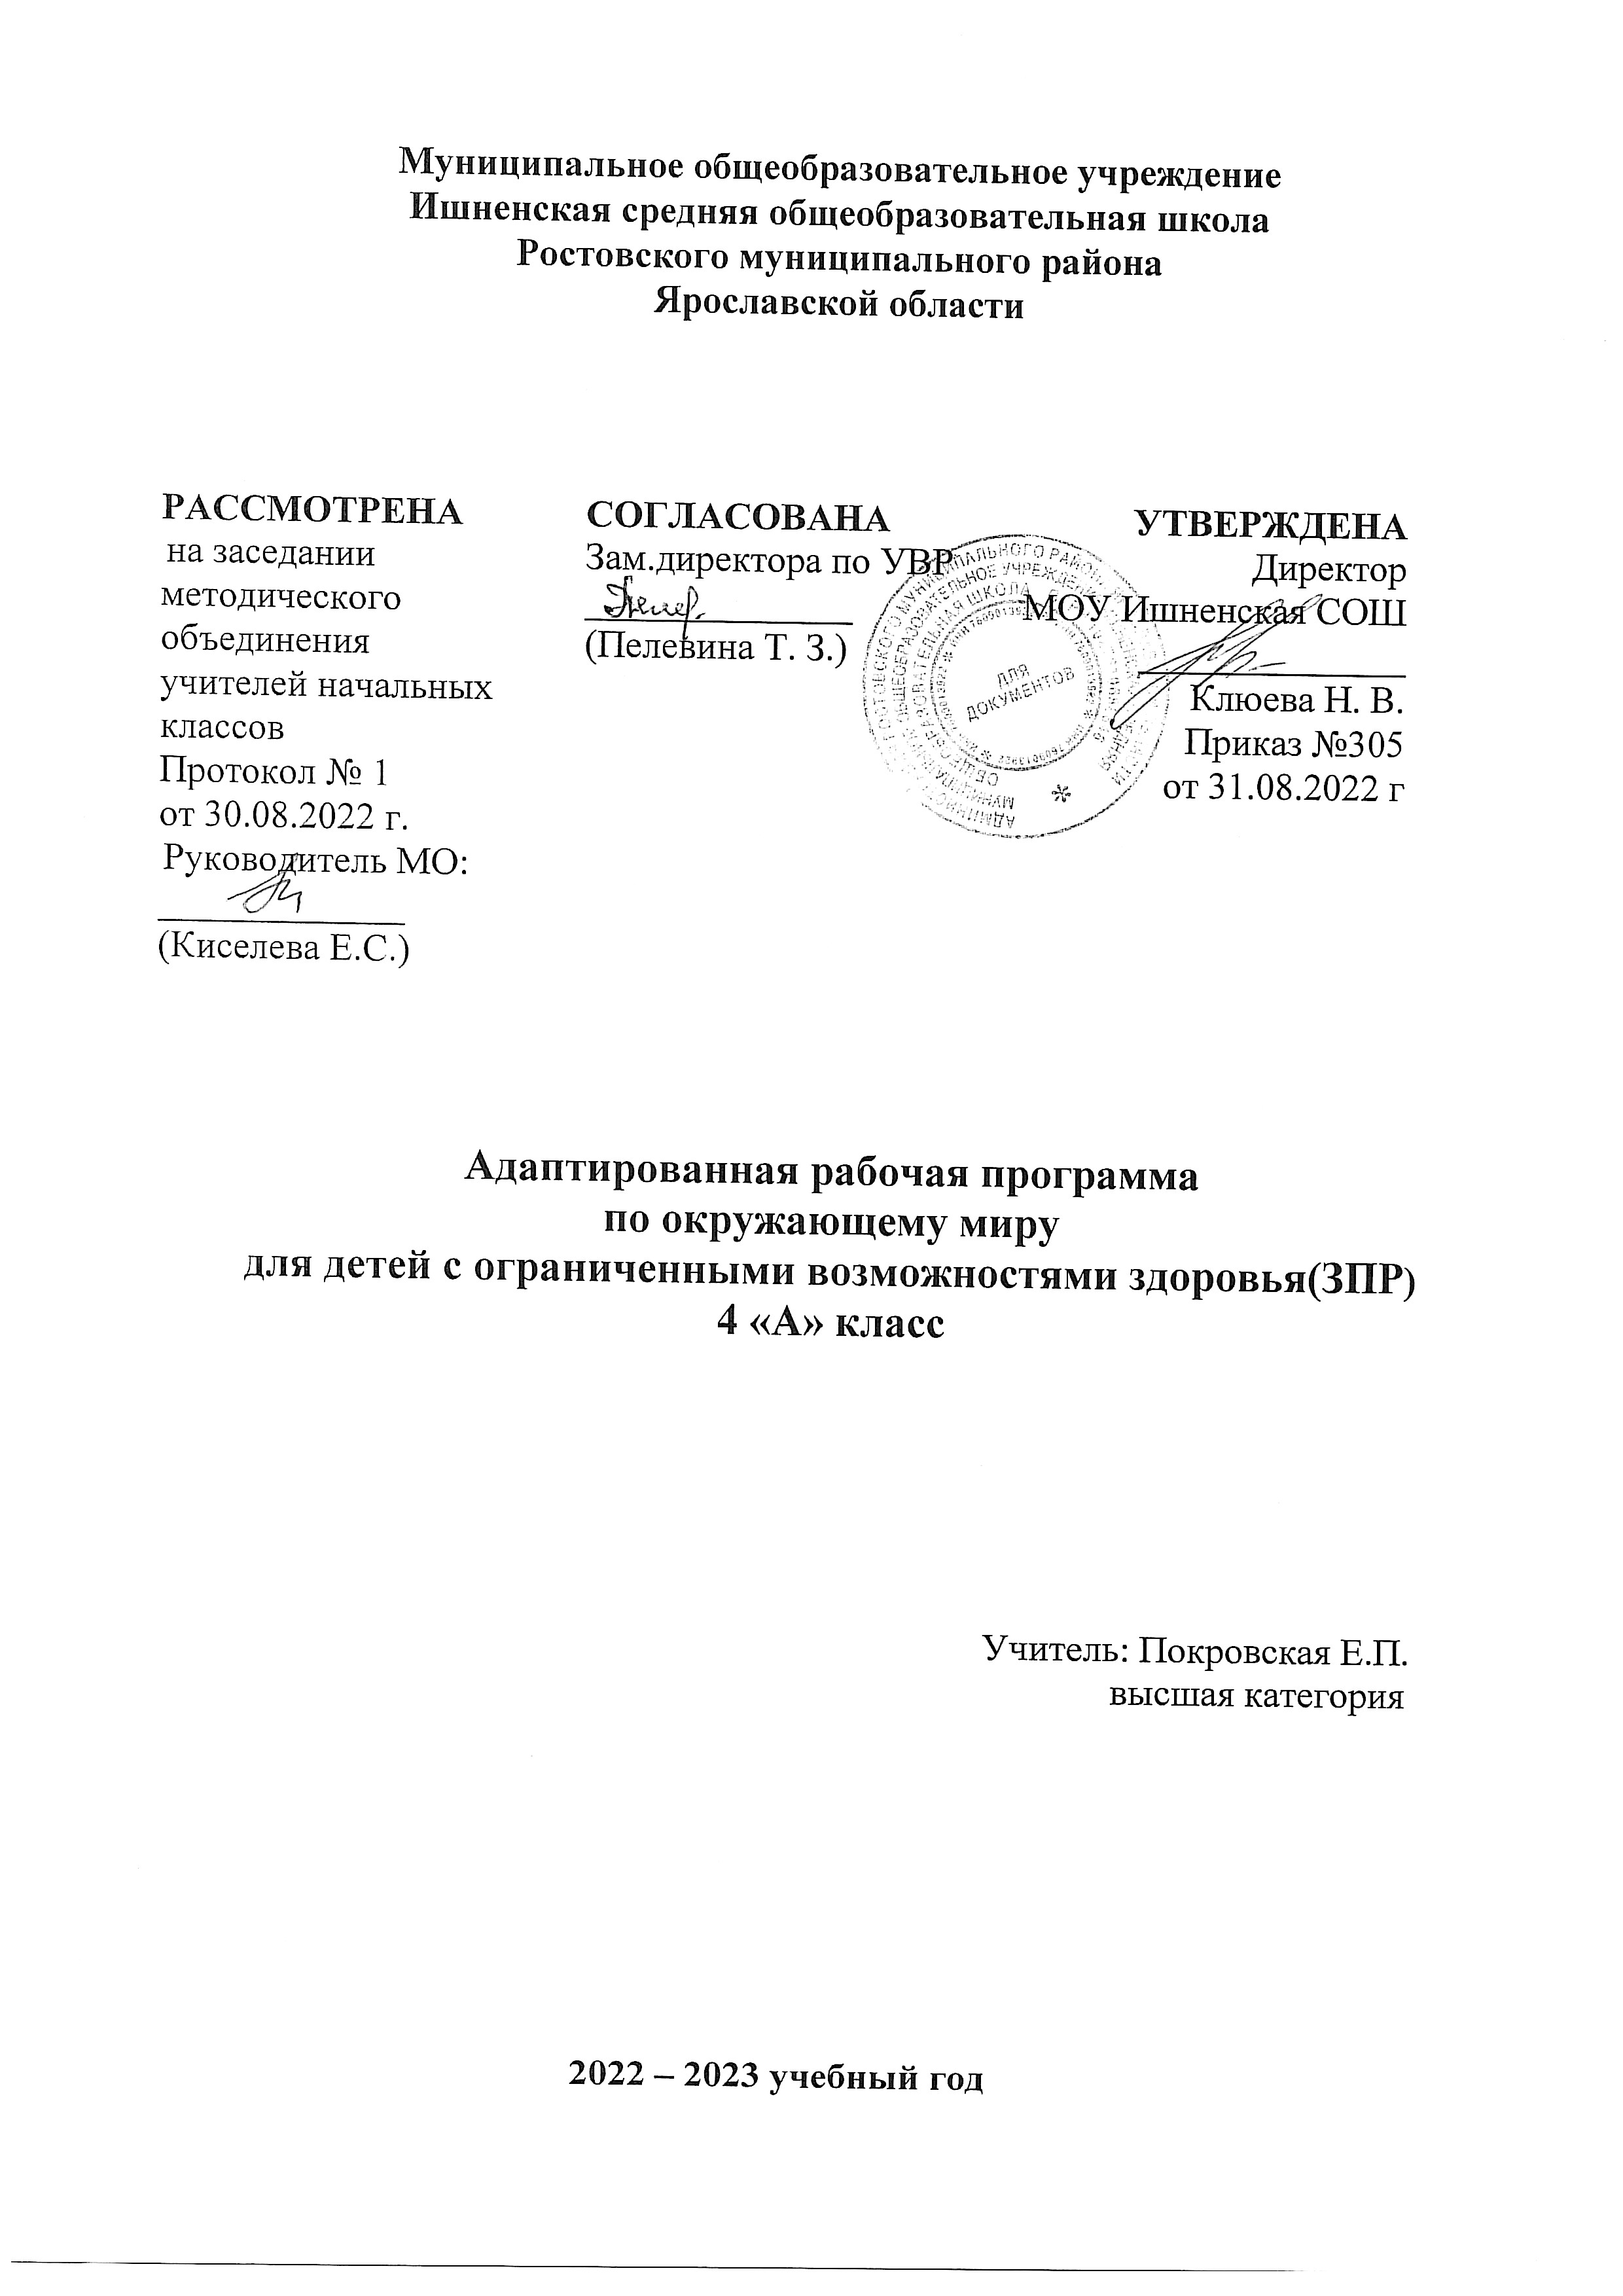 Муниципальное общеобразовательное учреждение
Ишненская средняя общеобразовательная школа
Ростовского муниципального района
Ярославской области
РАССМОТРЕНА
на заседании
методического
объединения
учителей начальных
классов
Протокол № 1
от 30.08.2022 г.
Руководитель МО:
(Киселева Е.С.)
СОГЛАСОВАНА
Зам.директора по УВР
(Пелевина Т. З.)
УТВЕРЖДЕНА
Директор
МОУ Ишненская СОШ
Клюева Н. В.
Приказ №305
от 31.08.2022 г
ДЛЯ
ДОКУМЕНТОВ
Адаптированная рабочая программа
по окружающему миру
для детей с ограниченными возможностями здоровья(ЗПР)
4 «А» класс
Учитель: Покровская Е.П.
высшая категория
2022 – 2023 учебный год